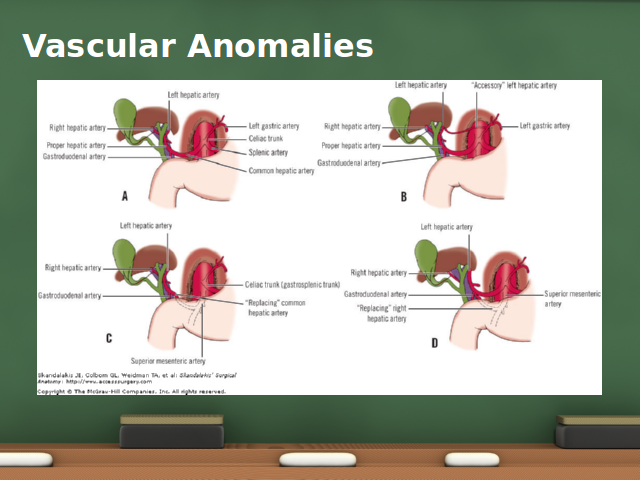 Vascular Anomalies
Left hepatic artery
Right hepatic artery
Proper hepatic artery
Gastroduodenal artery
Left gastric artery
Celiac trunk
Splenic artery
Common hepatic artery
A
Left hepatic artery
"Accessory" left hepatic artery
Right hepatic artery
Proper hepatic artery
Gastroduodenal artery
Left gastric artery
B
Left hepatic artery
Right hepatic artery
Gastroduodenal artery
Celiac trunk (gastrosplenic trunk)
"Replacing" common
hepatic artery
C
Superior mesenteric artery
Left hepatic artery
Right hepatic artery
Gastroduodenal artery
"Replacing" right
hepatic artery
Superior mesenteric
artery
D
Skandalakis JE, Colborn GL, Weidman TA, et al: Skandalakis' Surgical
Anatomy: http://www.accesssurgery.com
Copyright © The McGraw-Hill Companies, Inc. All rights reserved.